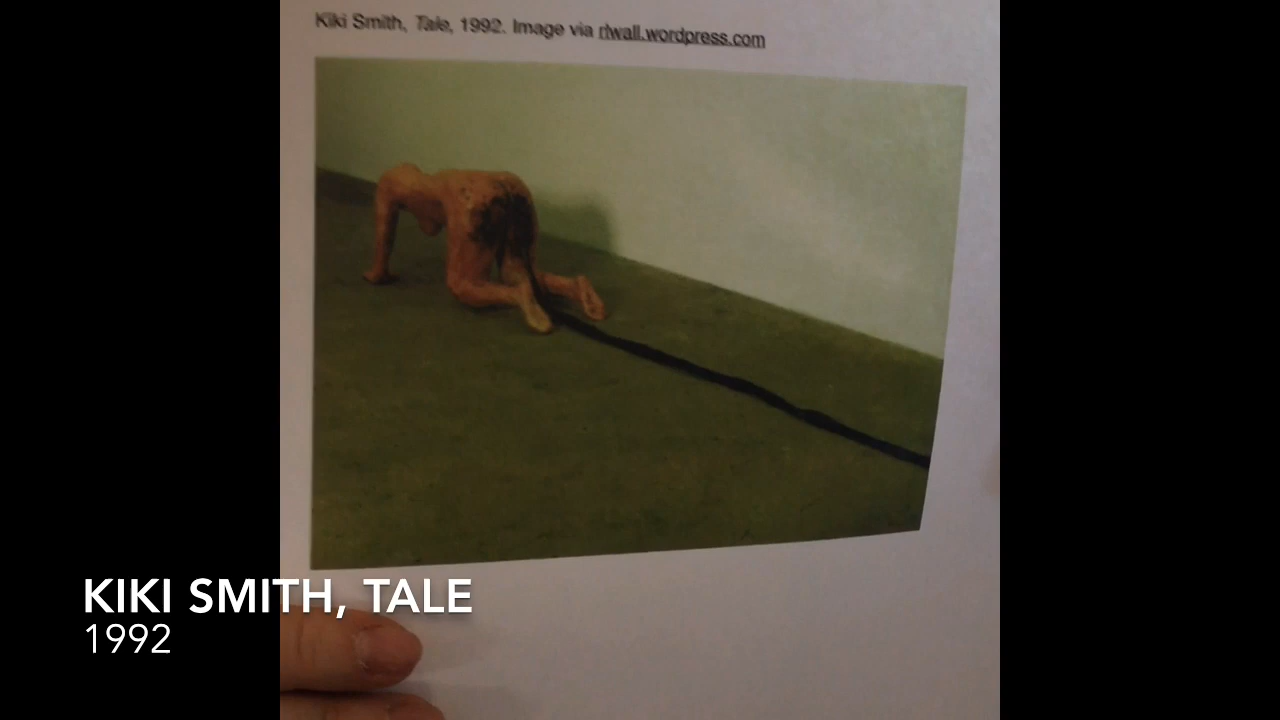 Kiki Smith, Tale, 1992. Image via rlwall.wordpress.com
KIKI SMITH, TALE
1992